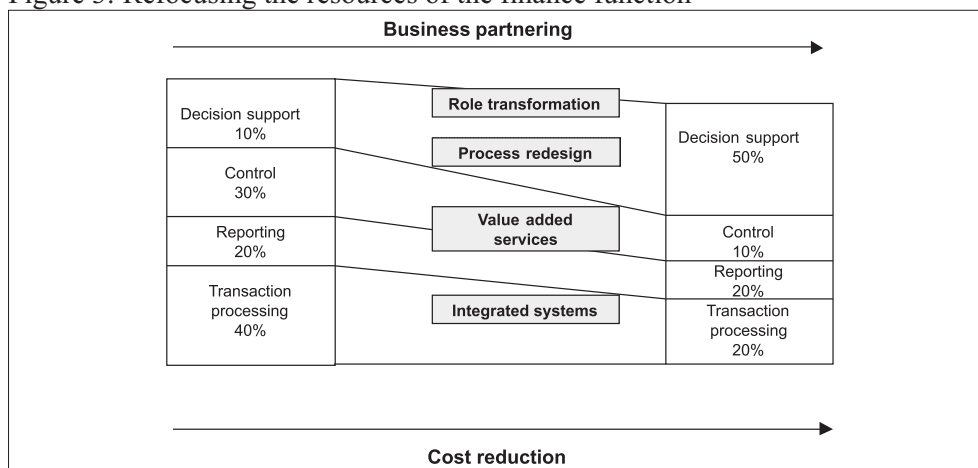 Figure 3: Refocusing the resources of the finance function
Business partnering
Decision support
10%
Control
30%
Reporting
20%
Transaction
processing
40%
Role transformation
Process redesign
Value added
services
Integrated systems
Decision support
50%
Control
10%
Reporting
20%
Transaction
processing
20%
Cost reduction